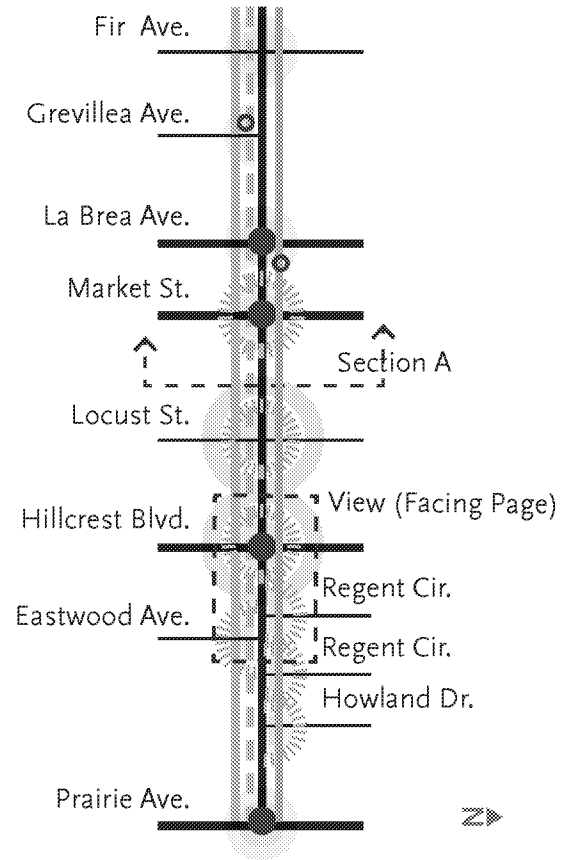 Fir Ave.
Grevillea Ave.
La Brea Ave.
Market St.
Section A
Locust St.
View (Facing Page)
Hillcrest Blvd.
Regent Cir.
Eastwood Ave.
Regent Cir.
Howland Dr.
Prairie Ave.
N